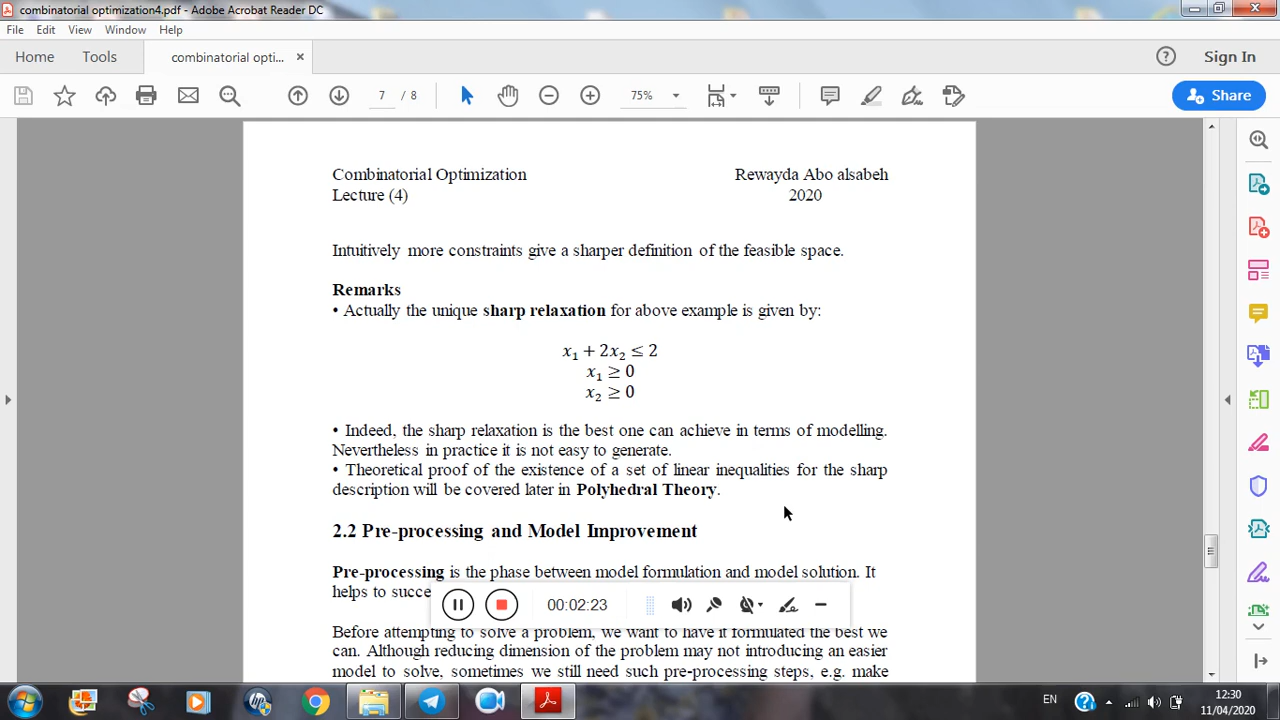 combinatorial optimization4.pdf - Adobe Acrobat Reader DC
File Edit View Window Help
Home Tools combinatorial opti... ×
Sign In
7 / 8
75%
Share
Combinatorial Optimization Rewayda Abo alsabeh
Lecture (4) 2020
Intuitively more constraints give a sharper definition of the feasible space.
Remarks
• Actually the unique sharp relaxation for above example is given by:
x₁ + 2x₂ ≤ 2
x₁ ≥ 0
x₂ ≥ 0
• Indeed, the sharp relaxation is the best one can achieve in terms of modelling.
Nevertheless in practice it is not easy to generate.
• Theoretical proof of the existence of a set of linear inequalities for the sharp
description will be covered later in Polyhedral Theory.
2.2 Pre-processing and Model Improvement
Pre-processing is the phase between model formulation and model solution. It
helps to succe
00:02:23
Before attempting to solve a problem, we want to have it formulated the best we
can. Although reducing dimension of the problem may not introducing an easier
model to solve, sometimes we still need such pre-processing steps, e.g. make
EN
12:30
11/04/2020